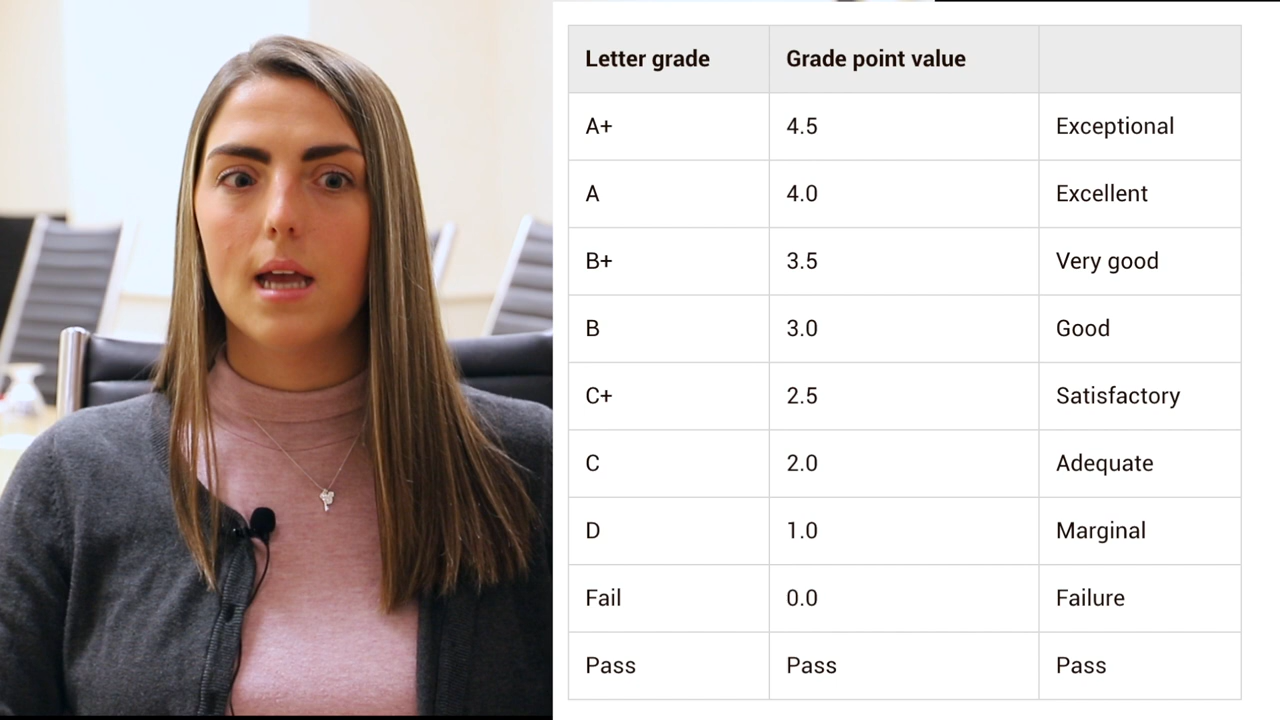 Letter grade Grade point value
A+ 4.5 Exceptional
A 4.0 Excellent
B+ 3.5 Very good
B 3.0 Good
C+ 2.5 Satisfactory
C 2.0 Adequate
D 1.0 Marginal
Fail 0.0 Failure
Pass Pass Pass